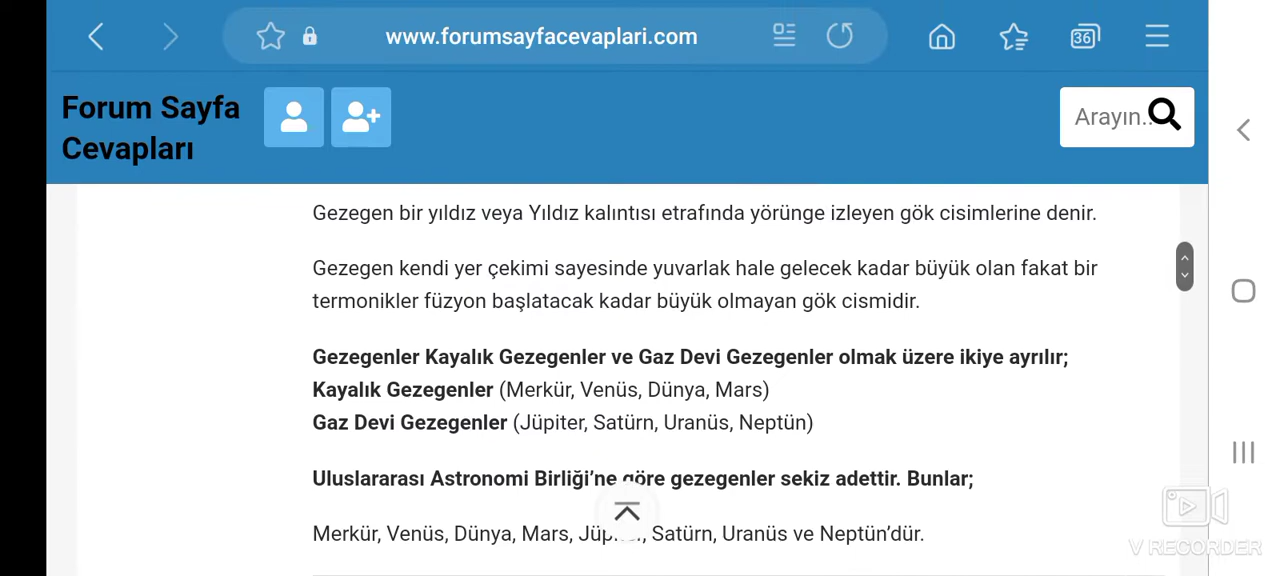 www.forumsayfacevaplari.com
36
Forum Sayfa
Cevapları
Arayın..
Gezegen bir yıldız veya Yıldız kalıntısı etrafında yörünge izleyen gök cisimlerine denir.
Gezegen kendi yer çekimi sayesinde yuvarlak hale gelecek kadar büyük olan fakat bir
termonikler füzyon başlatacak kadar büyük olmayan gök cismidir.
Gezegenler Kayalık Gezegenler ve Gaz Devi Gezegenler olmak üzere ikiye ayrılır;
Kayalık Gezegenler (Merkür, Venüs, Dünya, Mars)
Gaz Devi Gezegenler (Jüpiter, Satürn, Uranüs, Neptün)
Uluslararası Astronomi Birliği’ne göre gezegenler sekiz adettir. Bunlar;
Merkür, Venüs, Dünya, Mars, Jüpiter, Satürn, Uranüs ve Neptün’dür.
V RECORDER